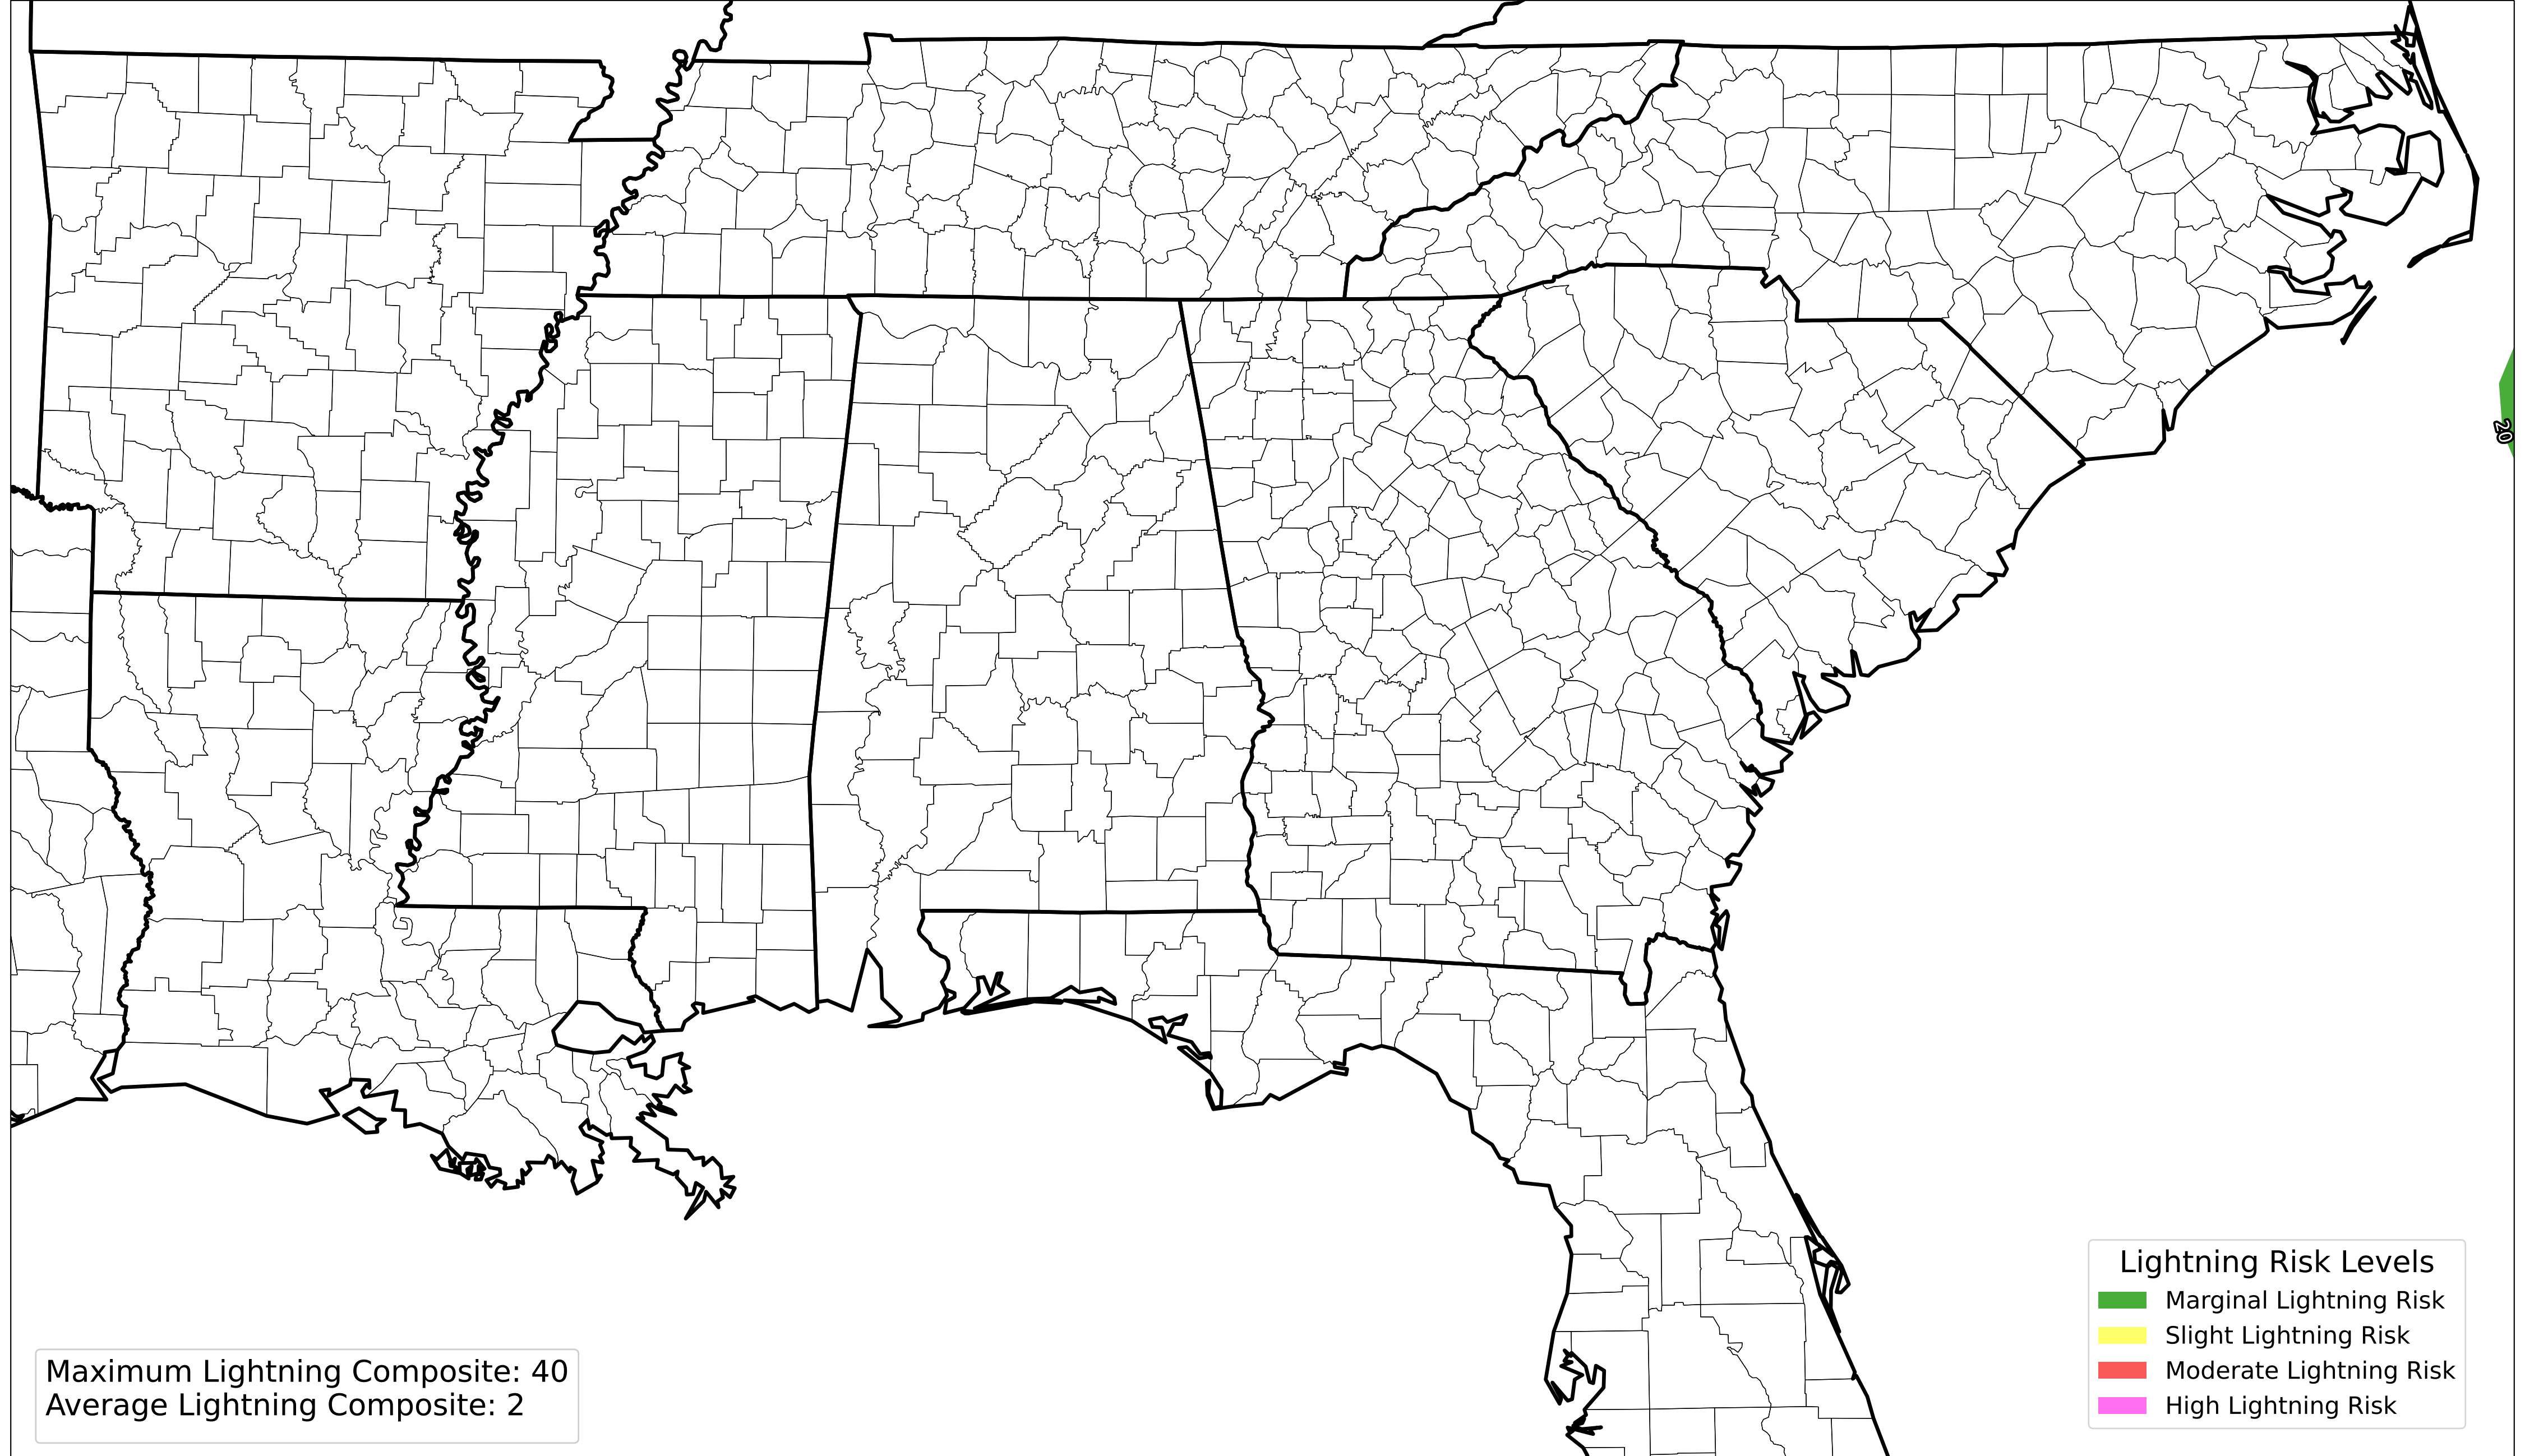 20
Lightning Risk Levels
Marginal Lightning Risk
Slight Lightning Risk
Moderate Lightning Risk
High Lightning Risk
Maximum Lightning Composite: 40
Average Lightning Composite: 2